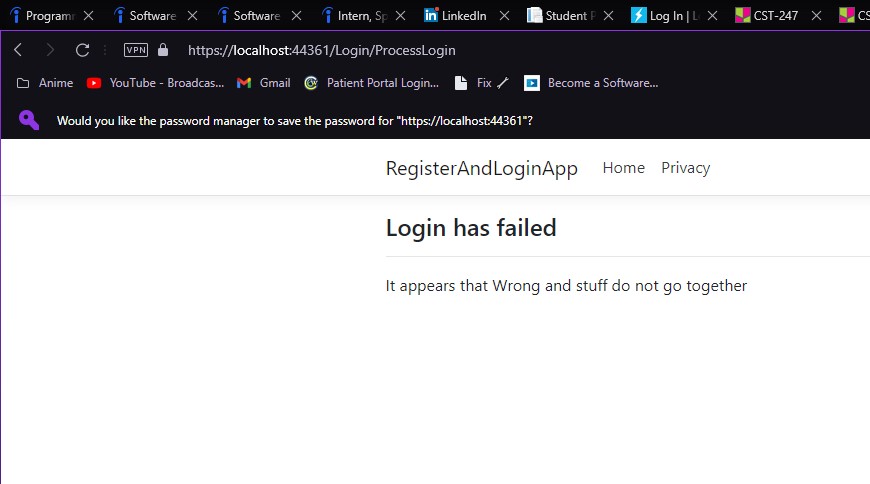 Programm Software Software Intern, Sp LinkedIn Student P Log In | L CST-247 CS
VPN https://localhost:44361/Login/ProcessLogin
Anime YouTube - Broadcas... Gmail Patient Portal Login... Fix Become a Software...
Would you like the password manager to save the password for "https://localhost:44361"?
RegisterAndLoginApp Home Privacy
Login has failed
It appears that Wrong and stuff do not go together